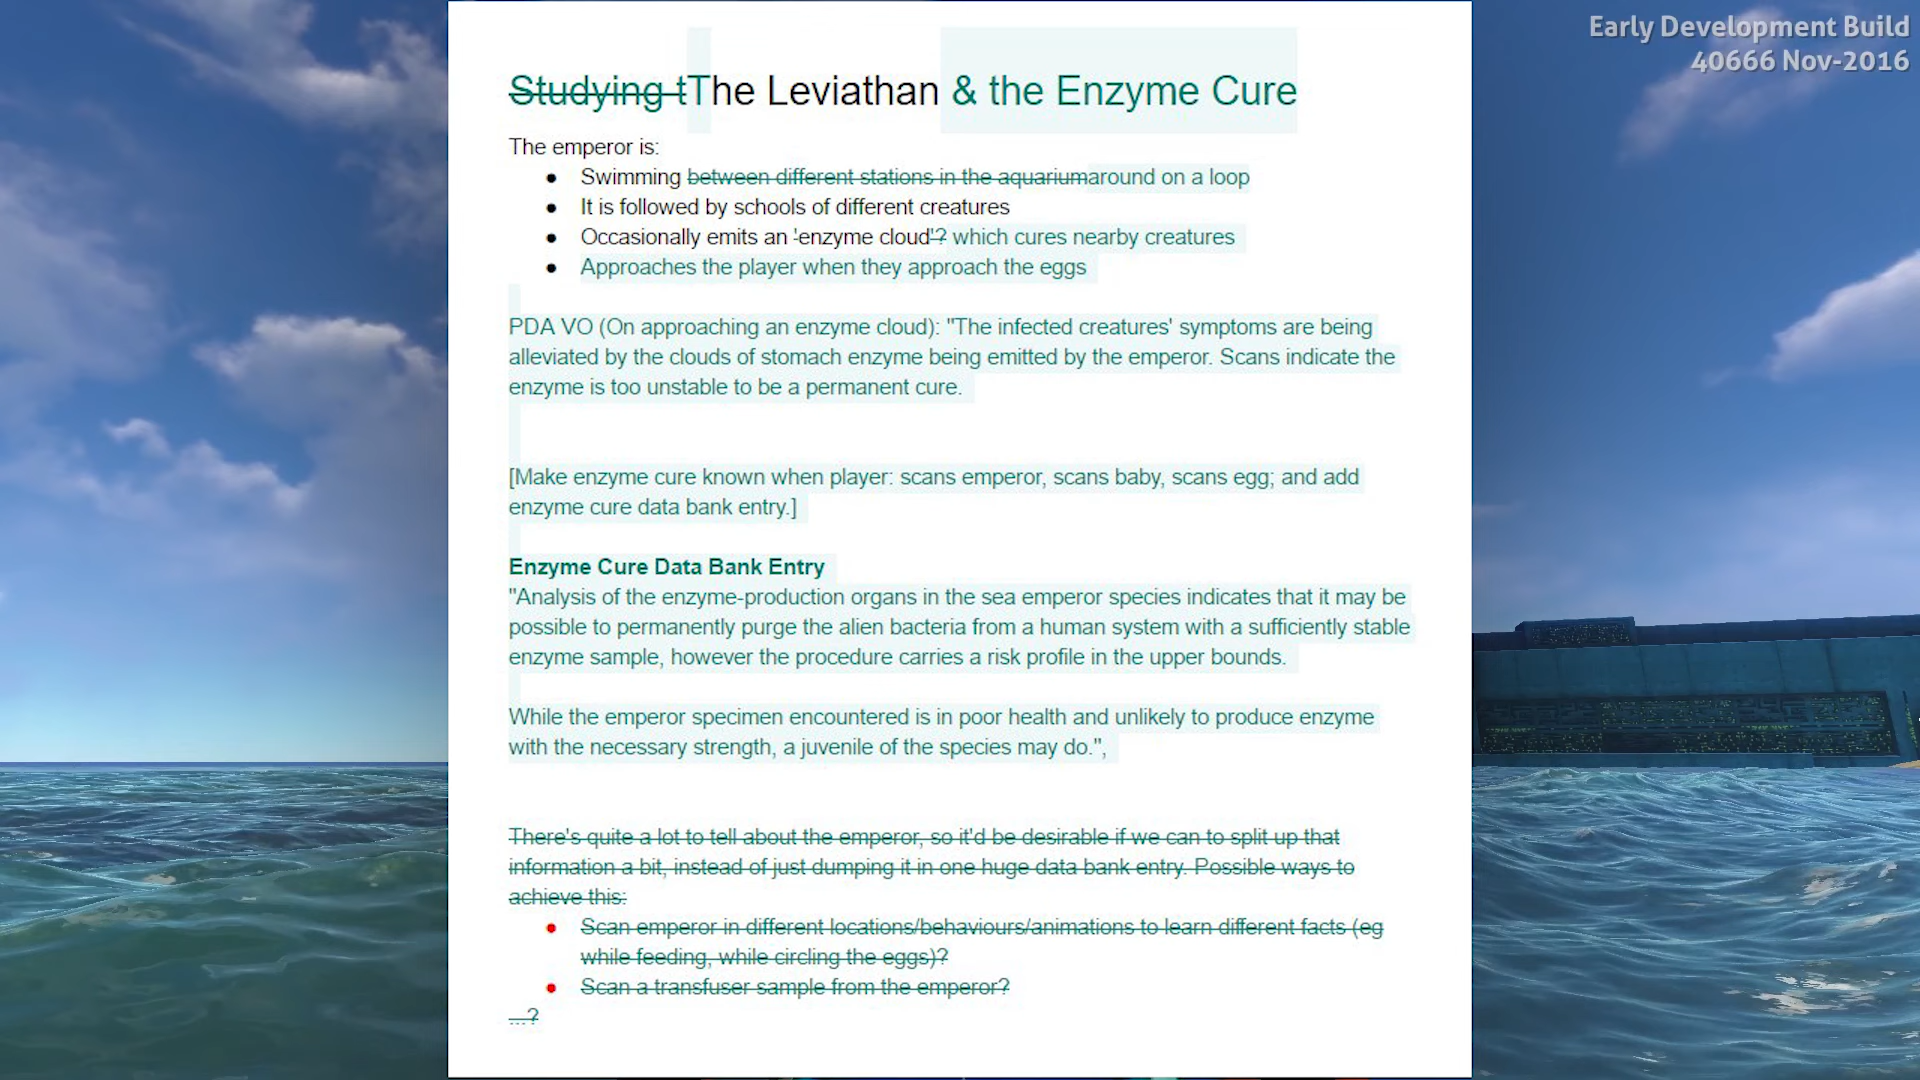 Early Development Build
40666 Nov-2016
Studying tThe Leviathan & the Enzyme Cure
The emperor is:
● Swimming between different stations in the aquariumaround on a loop
● It is followed by schools of different creatures
● Occasionally emits an 'enzyme cloud'? which cures nearby creatures
● Approaches the player when they approach the eggs
PDA VO (On approaching an enzyme cloud): "The infected creatures' symptoms are being
alleviated by the clouds of stomach enzyme being emitted by the emperor. Scans indicate the
enzyme is too unstable to be a permanent cure.
[Make enzyme cure known when player: scans emperor, scans baby, scans egg; and add
enzyme cure data bank entry.]
Enzyme Cure Data Bank Entry
"Analysis of the enzyme-production organs in the sea emperor species indicates that it may be
possible to permanently purge the alien bacteria from a human system with a sufficiently stable
enzyme sample, however the procedure carries a risk profile in the upper bounds.
While the emperor specimen encountered is in poor health and unlikely to produce enzyme
with the necessary strength, a juvenile of the species may do.",
There's quite a lot to tell about the emperor, so it'd be desirable if we can to split up that
information a bit, instead of just dumping it in one huge data bank entry. Possible ways to
achieve this:
● Scan emperor in different locations/behaviours/animations to learn different facts (eg
while feeding, while circling the eggs)?
● Scan a transfuser sample from the emperor?
...?